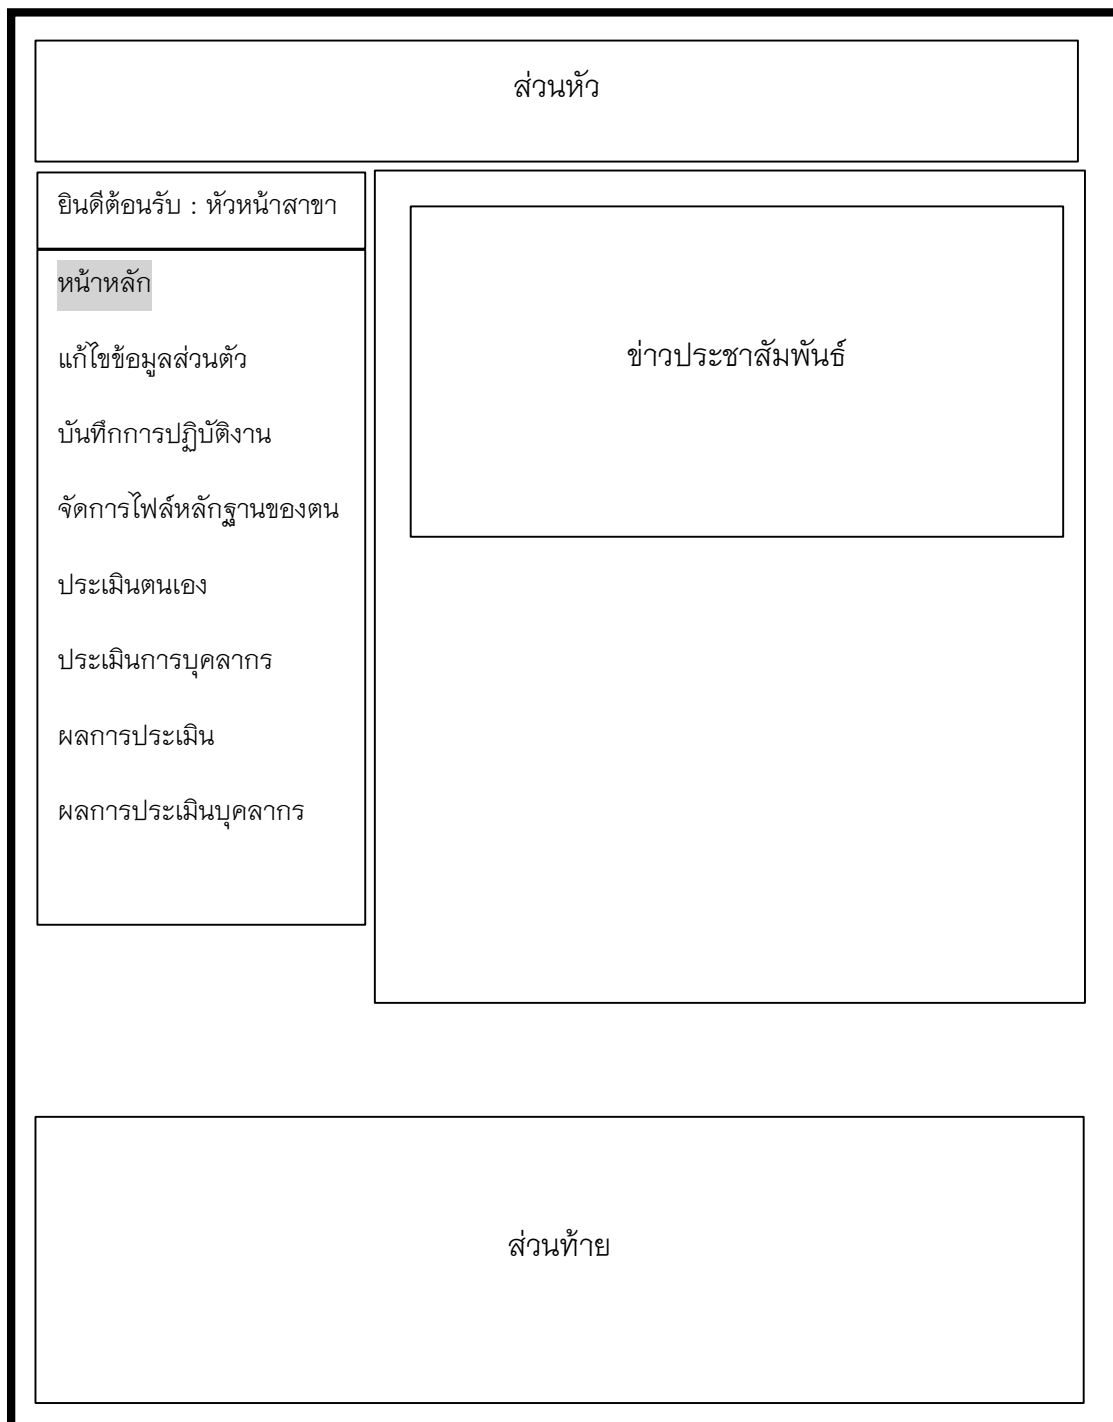 ส่วนหัว
ยินดีต้อนรับ : หัวหน้าสาขา
หน้าหลัก
แก้ไขข้อมูลส่วนตัว
บันทึกการปฏิบัติงาน
จัดการไฟล์หลักฐานของตน
ประเมินตนเอง
ประเมินการบุคลากร
ผลการประเมิน
ผลการประเมินบุคลากร
ข่าวประชาสัมพันธ์
ส่วนท้าย